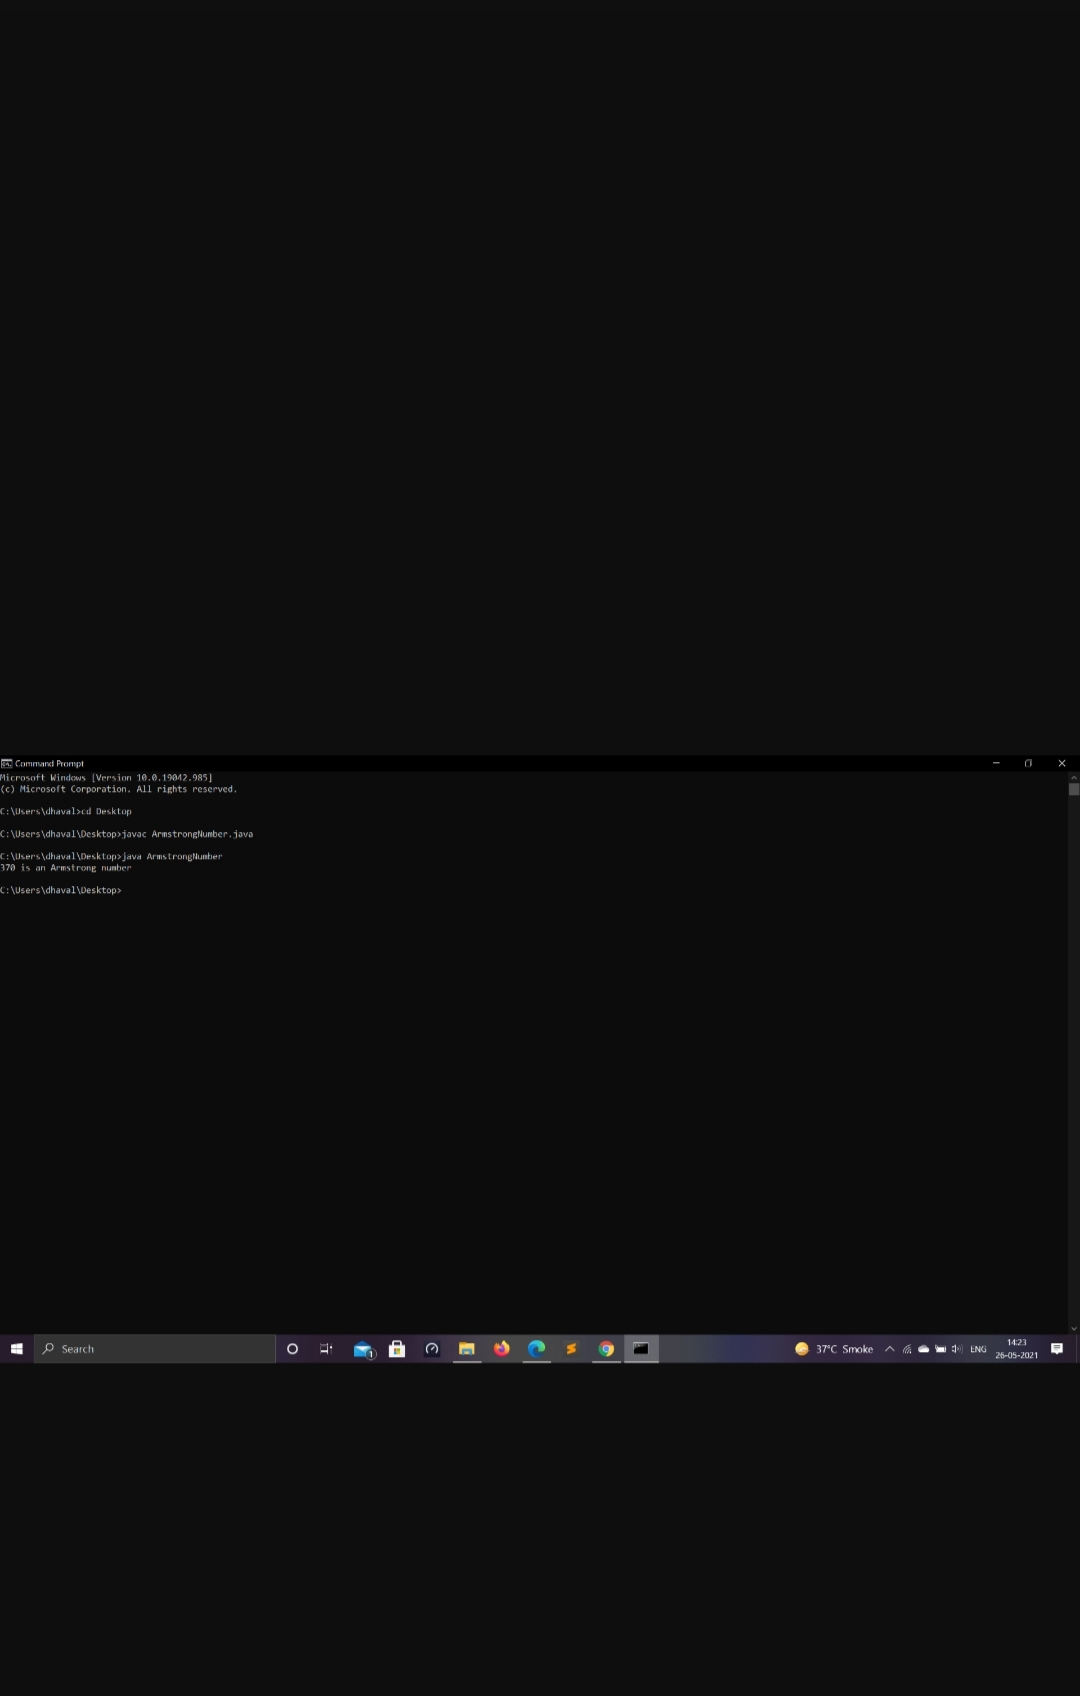 Command Prompt
Microsoft Windows [Version 10.0.19042.985]
(c) Microsoft Corporation. All rights reserved.
C:\Users\dhaval>cd Desktop
C:\Users\dhaval\Desktop>javac ArmstrongNumber.java
C:\Users\dhaval\Desktop>java ArmstrongNumber
370 is an Armstrong number
C:\Users\dhaval\Desktop>
Search
1
37°C Smoke
ENG
14:23
26-05-2021